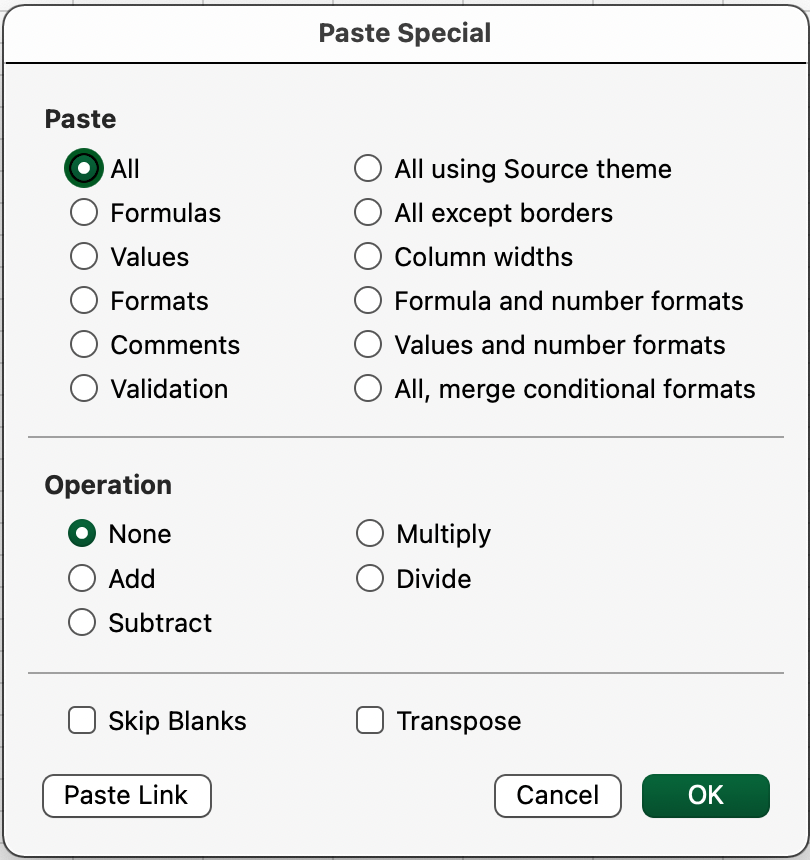 Paste Special
Paste
All
All using Source theme
Formulas
All except borders
Values
Column widths
Formats
Formula and number formats
Comments
Values and number formats
Validation
All, merge conditional formats
Operation
None
Multiply
Add
Divide
Subtract
Skip Blanks
Transpose
Paste Link
Cancel
OK